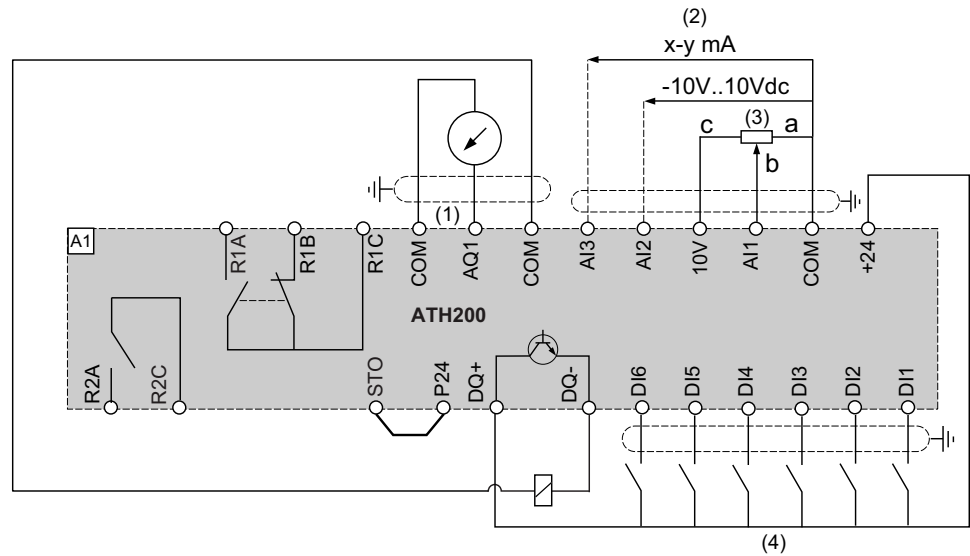 (2)
x-y mA
-10V..10Vdc
c
(3)
a
b
(1)
A1
R1A
R1B
R1C
COM
AQ1
COM
AI3
AI2
10V
AI1
COM
+24
ATH200
R2A
R2C
STO
P24
DQ+
DQ-
DI6
DI5
DI4
DI3
DI2
DI1
(4)